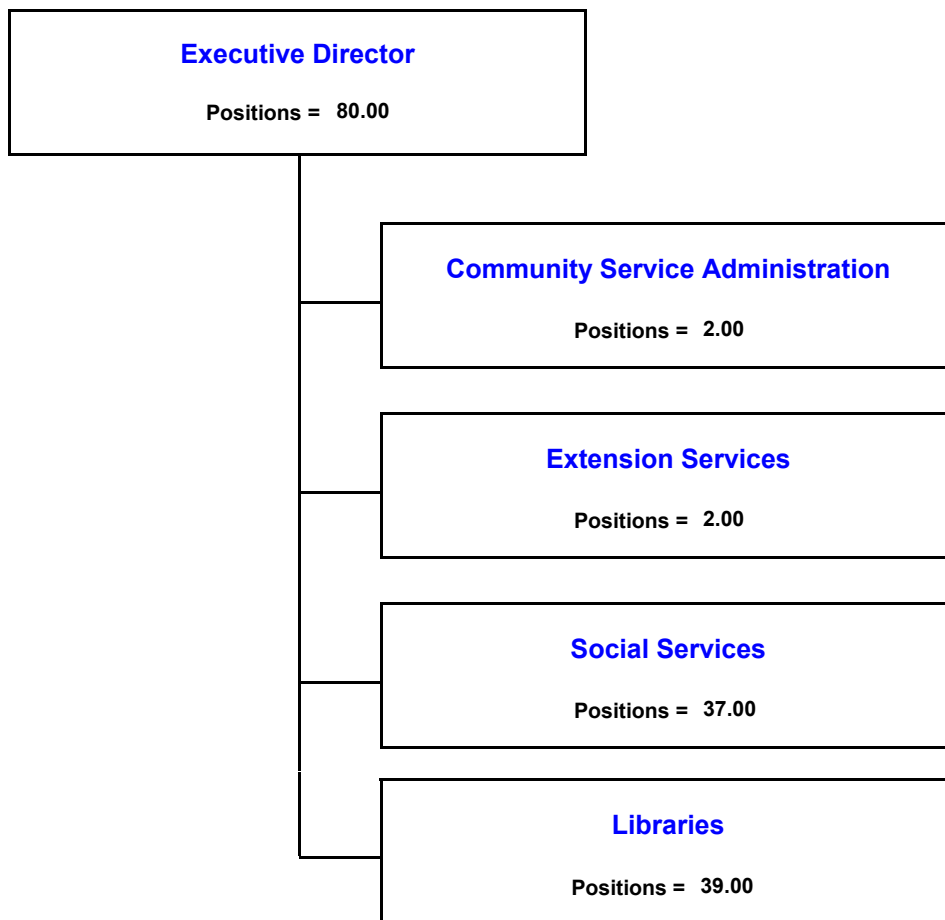 Executive Director
Positions = 80.00
Community Service Administration
Positions = 2.00
Extension Services
Positions = 2.00
Social Services
Positions = 37.00
Libraries
Positions = 39.00